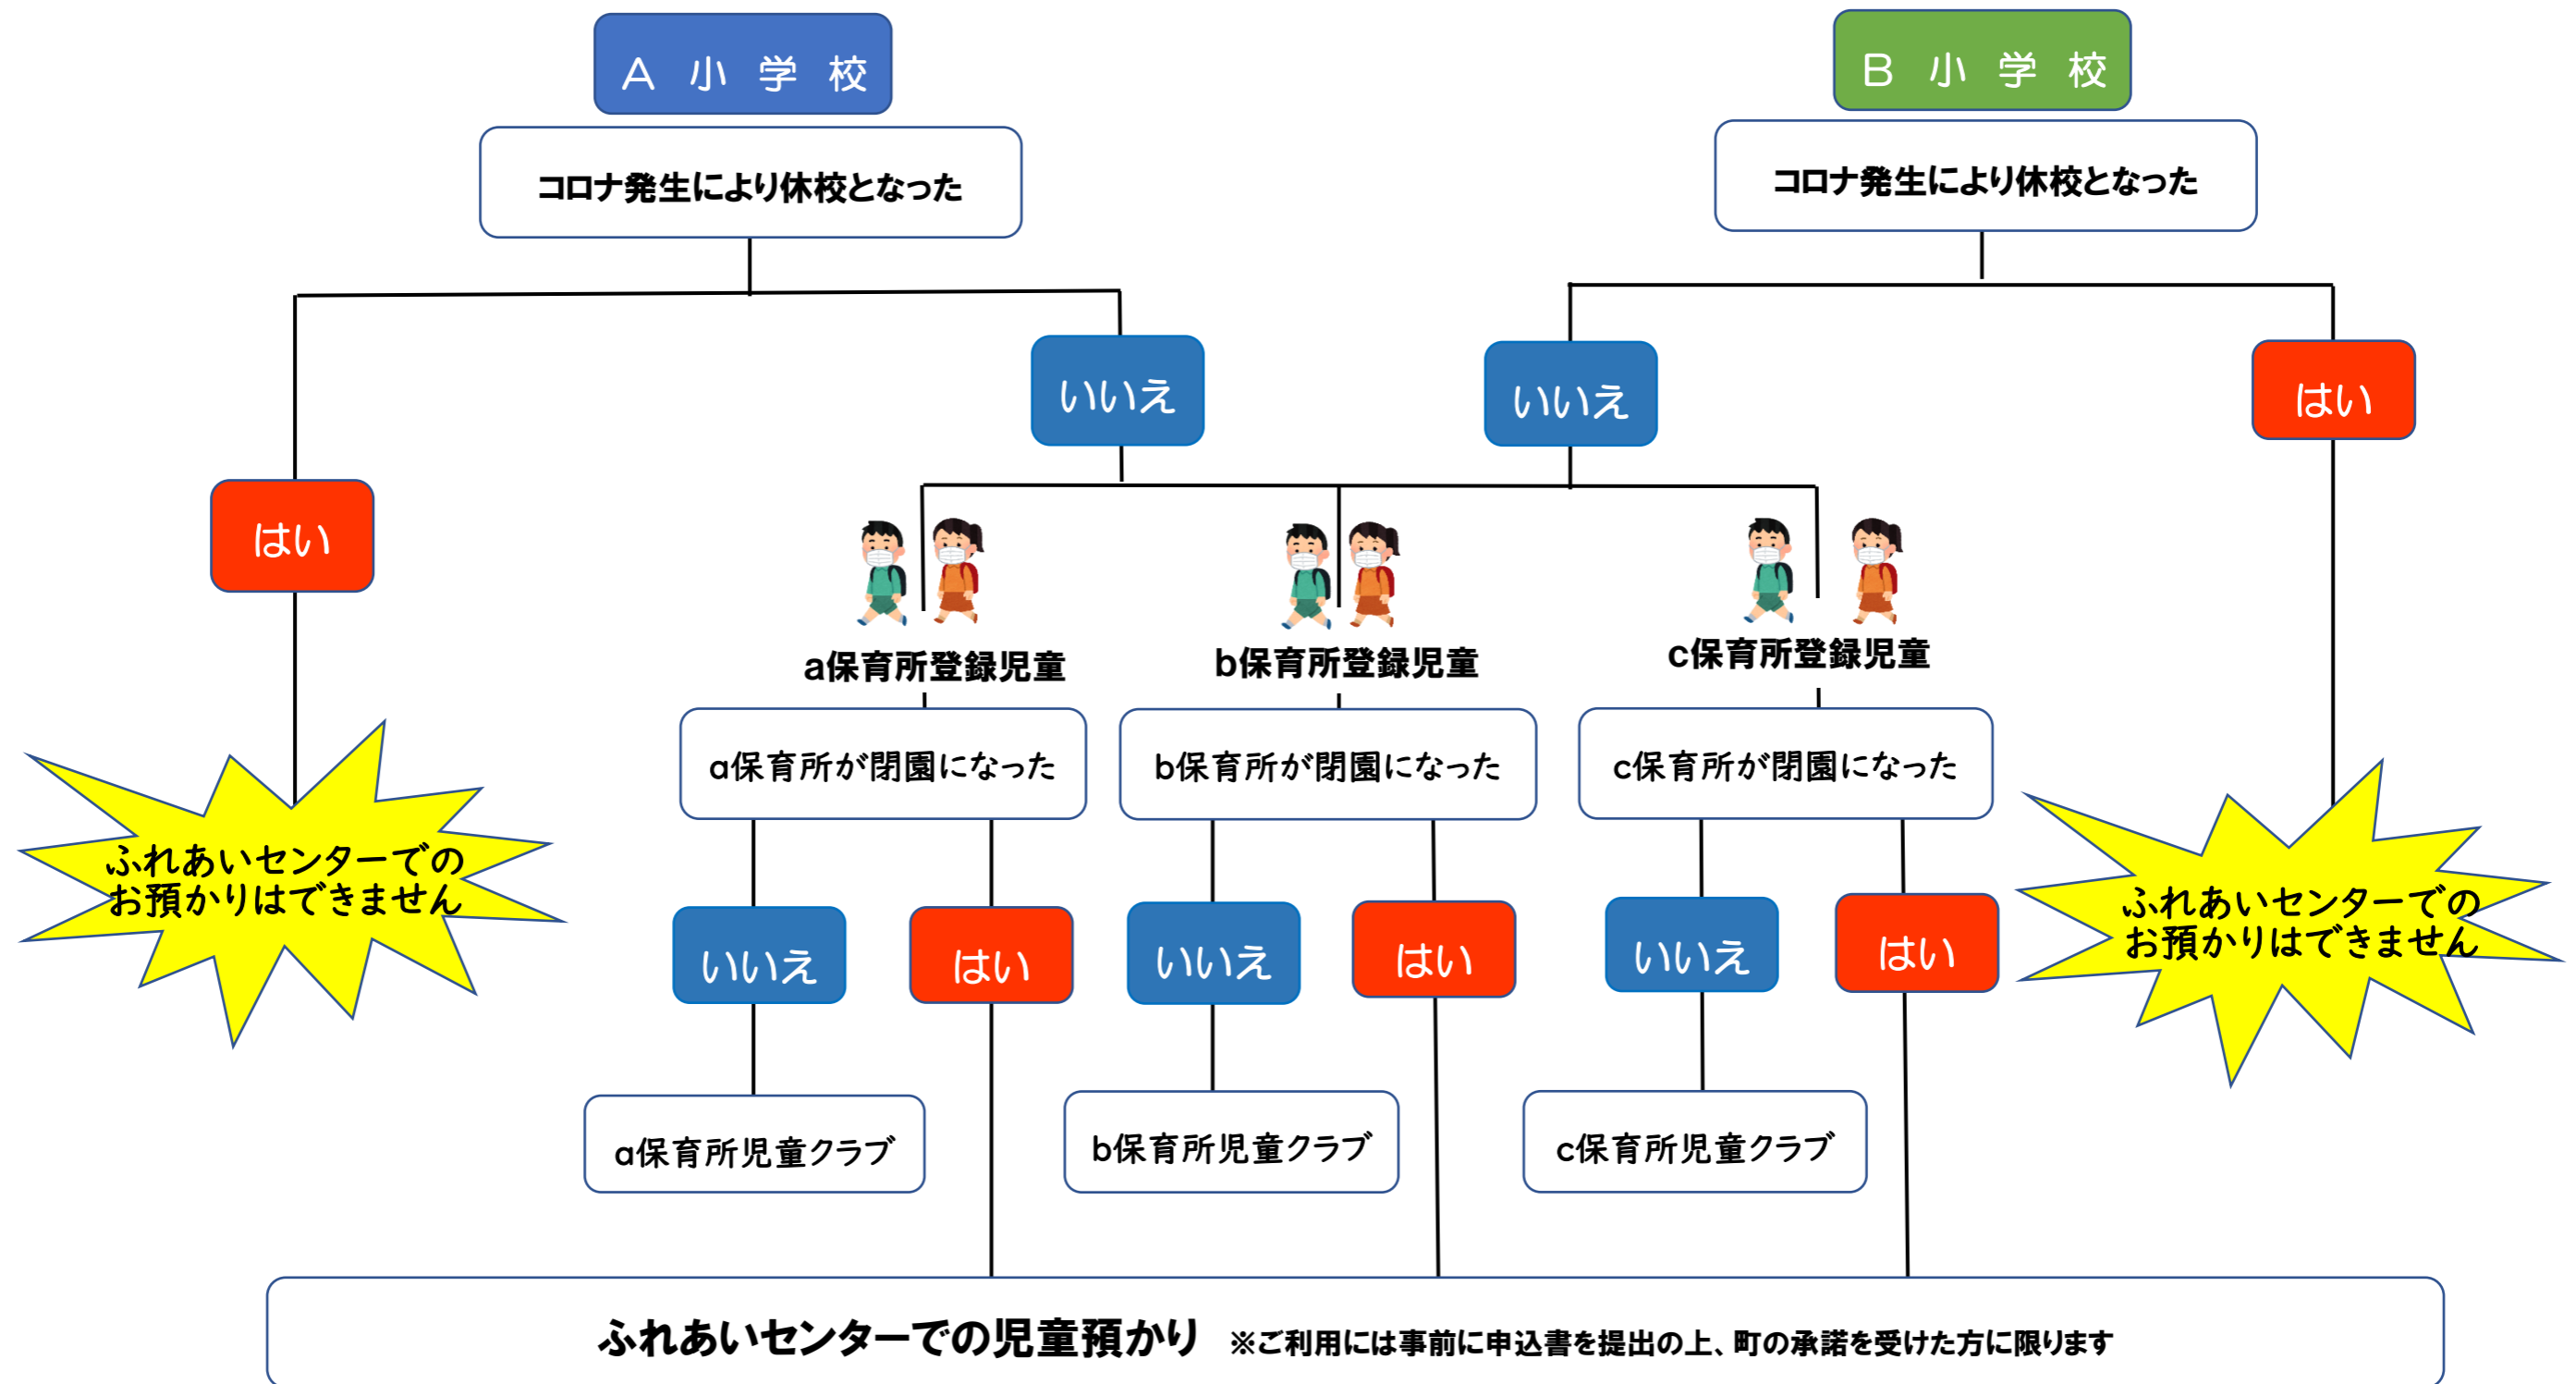 A 小 学 校
B 小 学 校
コロナ発生により休校となった
コロナ発生により休校となった
いいえ
いいえ
はい
はい
a保育所登録児童
b保育所登録児童
c保育所登録児童
a保育所が閉園になった
b保育所が閉園になった
c保育所が閉園になった
ふれあいセンターでの
お預かりはできません
ふれあいセンターでの
お預かりはできません
いいえ
はい
いいえ
はい
いいえ
はい
a保育所児童クラブ
b保育所児童クラブ
c保育所児童クラブ
ふれあいセンターでの児童預かり ※ご利用には事前に申込書を提出の上、町の承諾を受けた方に限ります